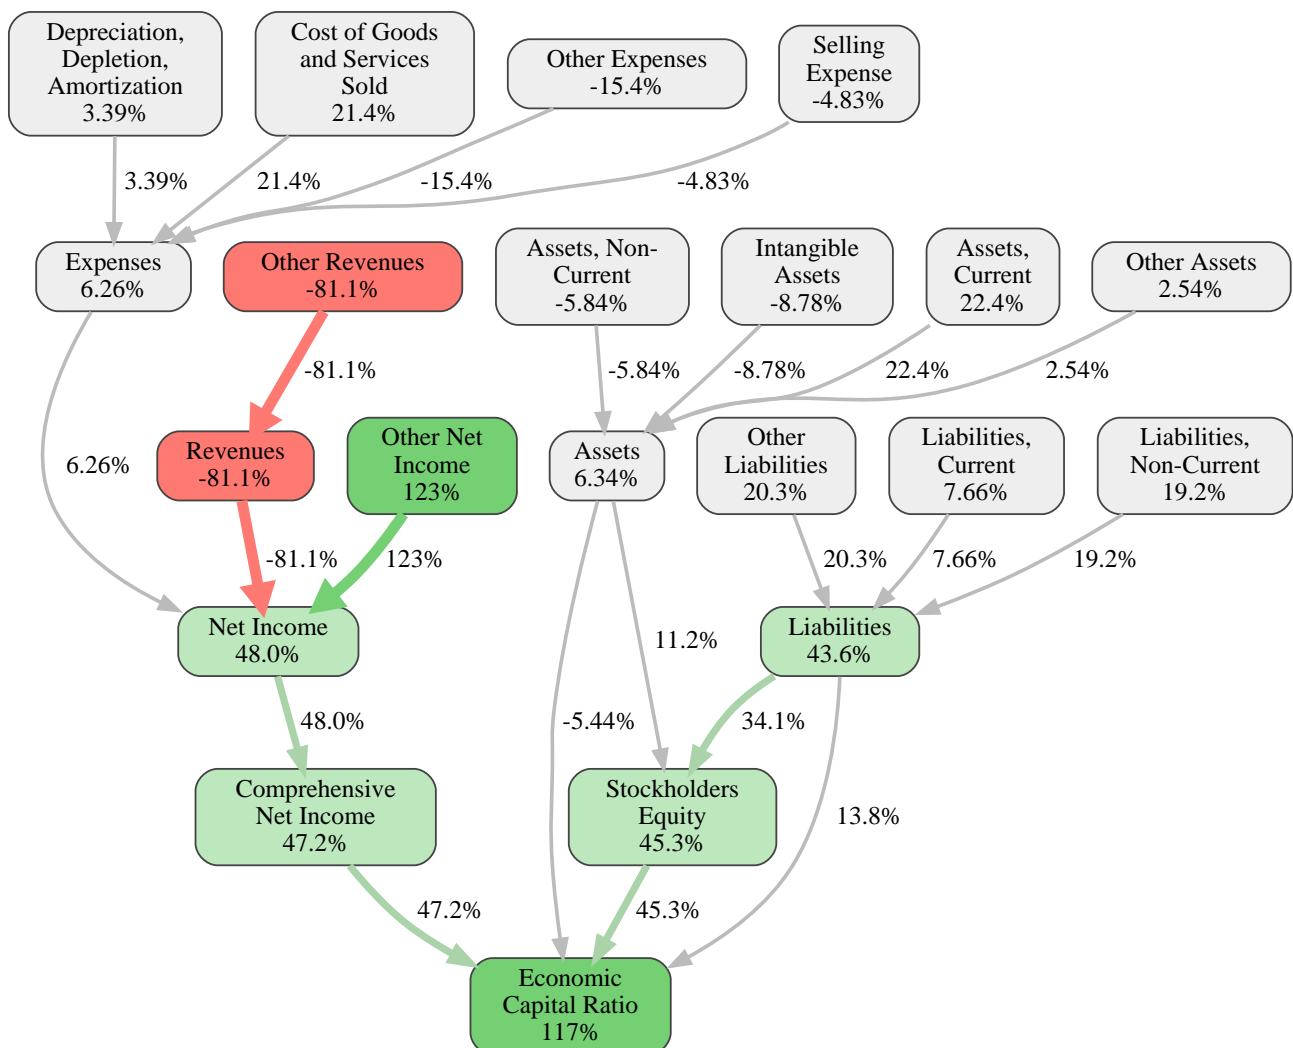 Depreciation,
Depletion,
Amortization
3.39%
Cost of Goods
and Services
Sold
21.4%
Other Expenses
-15.4%
Selling
Expense
-4.83%
3.39%
21.4%
-15.4%
-4.83%
Expenses
6.26%
Other Revenues
-81.1%
Assets, Non-
Current
-5.84%
Intangible
Assets
-8.78%
Assets,
Current
22.4%
Other Assets
2.54%
-81.1%
-5.84%
-8.78%
22.4%
2.54%
6.26%
Revenues
-81.1%
Other Net
Income
123%
Assets
6.34%
Other
Liabilities
20.3%
Liabilities,
Current
7.66%
Liabilities,
Non-Current
19.2%
-81.1%
123%
20.3%
7.66%
19.2%
Net Income
48.0%
11.2%
Liabilities
43.6%
48.0%
-5.44%
34.1%
Comprehensive
Net Income
47.2%
Stockholders
Equity
45.3%
13.8%
47.2%
45.3%
Economic
Capital Ratio
117%